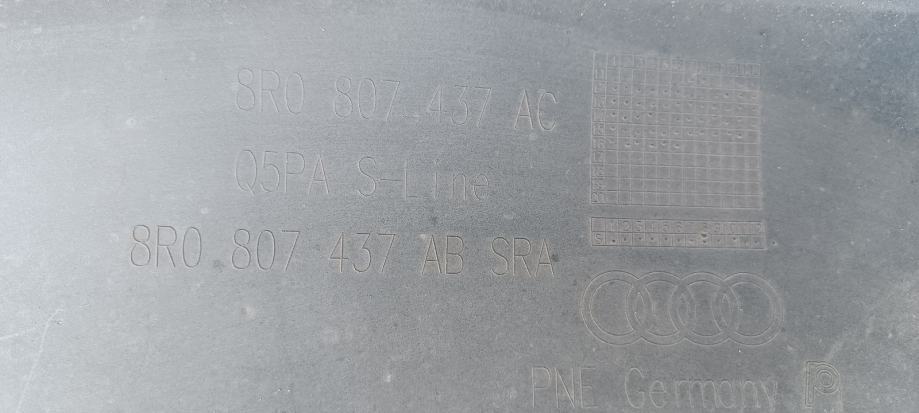 8R0 807 437 AC
Q5PA S-Line
8R0 807 437 AB SRA
PNE Germany